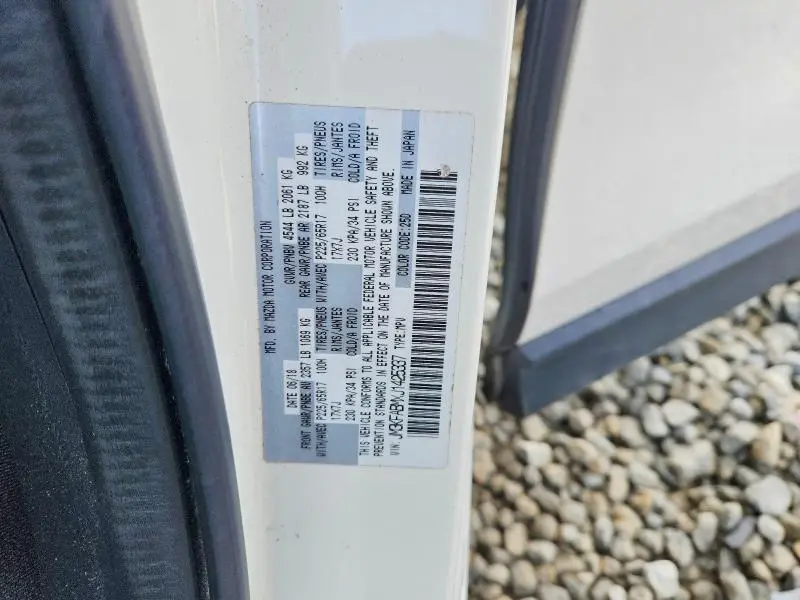 MFD. BY MAZDA MOTOR CORPORATION
DATE 06/18 GVWR/PNBV 4544 LB 2061 KG
FRONT GAWR/PNBE AV 2357 LB 1069 KG REAR GAWR/PNBE AR 2187 LB 992 KG
WITH/AVEC P225/65R17 100H TIRES/PNEUS WITH/AVEC P225/65R17 100H TIRES/PNEUS
17X7J RIMS/JANTES 17X7J RIMS/JANTES
230 KPA/34 PSI COLD/A FROID 230 KPA/34 PSI COLD/A FROID
THIS VEHICLE CONFORMS TO ALL APPLICABLE FEDERAL MOTOR VEHICLE SAFETY AND THEFT
PREVENTION STANDARDS IN EFFECT ON THE DATE OF MANUFACTURE SHOWN ABOVE.
VIN: JM3KFABMXJ1425337 TYPE: MPV COLOR CODE: 25D MADE IN JAPAN